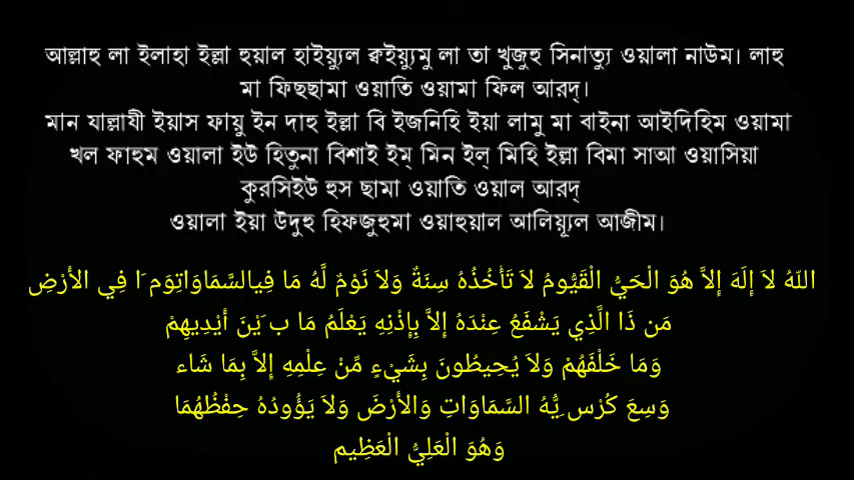 আল্লাহু লা ইলাহা ইল্লা হুয়াল হাইয়্যুল ক্বইয়্যুমু লা তা খুজুহু সিনাত্যু ওয়ালা নাউম। লাহু
মা ফিছছামা ওয়াতি ওয়ামা ফিল আরদ্।
মান যাল্লাযী ইয়াস ফায়ু ইন দাহু ইল্লা বি ইজনিহি ইয়া লামু মা বাইনা আইদিহিম ওয়ামা
খল ফাহুম ওয়ালা ইউ হিতুনা বিশাই ইম্ মিন ইল্ মিহি ইল্লা বিমা সাআ ওয়াসিয়া
কুরসিইউ হুস ছামা ওয়াতি ওয়াল আরদ্
ওয়ালা ইয়া উদুহু হিফজুহুমা ওয়াহুয়াল আলিয়্যূল আজীম।
اللّهُ لاَ إِلَهَ إِلاَّ هُوَ الْحَيُّ الْقَيُّومُ لاَ تَأْخُذُهُ سِنَةٌ وَلاَ نَوْمٌ لَّهُ مَا فِيالسَّمَاوَاتِوَم َا فِي الأَرْضِ
مَن ذَا الَّذِي يَشْفَعُ عِنْدَهُ إِلاَّ بِإِذْنِهِ يَعْلَمُ مَا ب َيْنَ أَيْدِيهِمْ
وَمَا خَلْفَهُمْ وَلاَ يُحِيطُونَ بِشَيْءٍ مِّنْ عِلْمِهِ إِلاَّ بِمَا شَاء
وَسِعَ كُرْس ِيُّهُ السَّمَاوَاتِ وَالأَرْضَ وَلاَ يَؤُودُهُ حِفْظُهُمَا
وَهُوَ الْعَلِيُّ الْعَظِيم